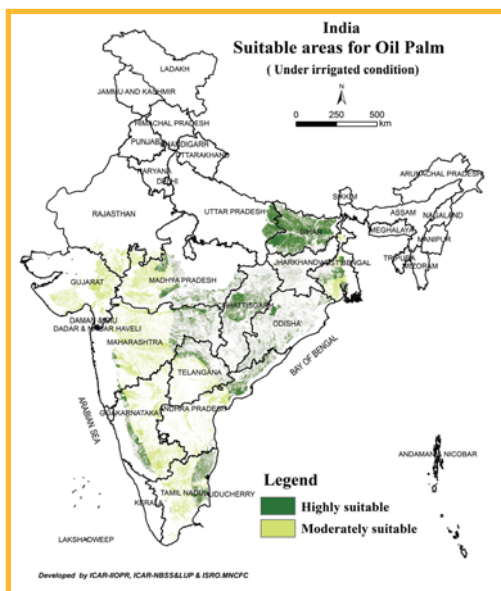 India
Suitable areas for Oil Palm
( Under irrigated condition)
N
0 250 500
km
LADAKH
JAMMU AND KASHMIR
HIMACHAL PRADESH
PUNJAB
CHANDIGARH
UTTARAKHAND
HARYANA
DELHI
ARUNACHAL PRADESH
SIKKIM
RAJASTHAN
UTTAR PRADESH
ASSAM
NAGALAND
BIHAR
MEGHALAYA
MANIPUR
TRIPURA
MIZORAM
JHARKHAND
WEST BENGAL
GUJARAT
MADHYA PRADESH
CHHATTISGARH
ODISHA
DAMAN & DIU
DADAR & NAGAR HAVELI
MAHARASHTRA
BAY OF BENGAL
TELANGANA
ARABIAN SEA
GOA
KARNATAKA
ANDHRA PRADESH
ANDAMAN & NICOBAR
TAMIL NADU
PUDUCHERRY
KERALA
LAKSHADWEEP
Legend
Highly suitable
Moderately suitable
Developed by ICAR-IIOPR, ICAR-NBSS&LUP & ISRO.MNCFC